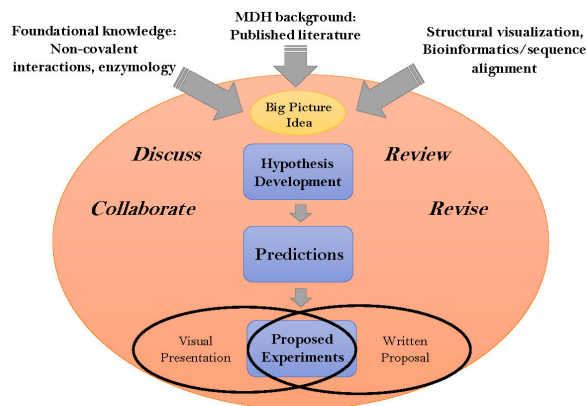 Foundational knowledge:
Non-covalent
interactions, enzymology
MDH background:
Published literature
Structural visualization,
Bioinformatics/sequence
alignment
Big Picture
Idea
Discuss
Review
Hypothesis
Development
Collaborate
Revise
Predictions
Visual
Presentation
Proposed
Experiments
Written
Proposal